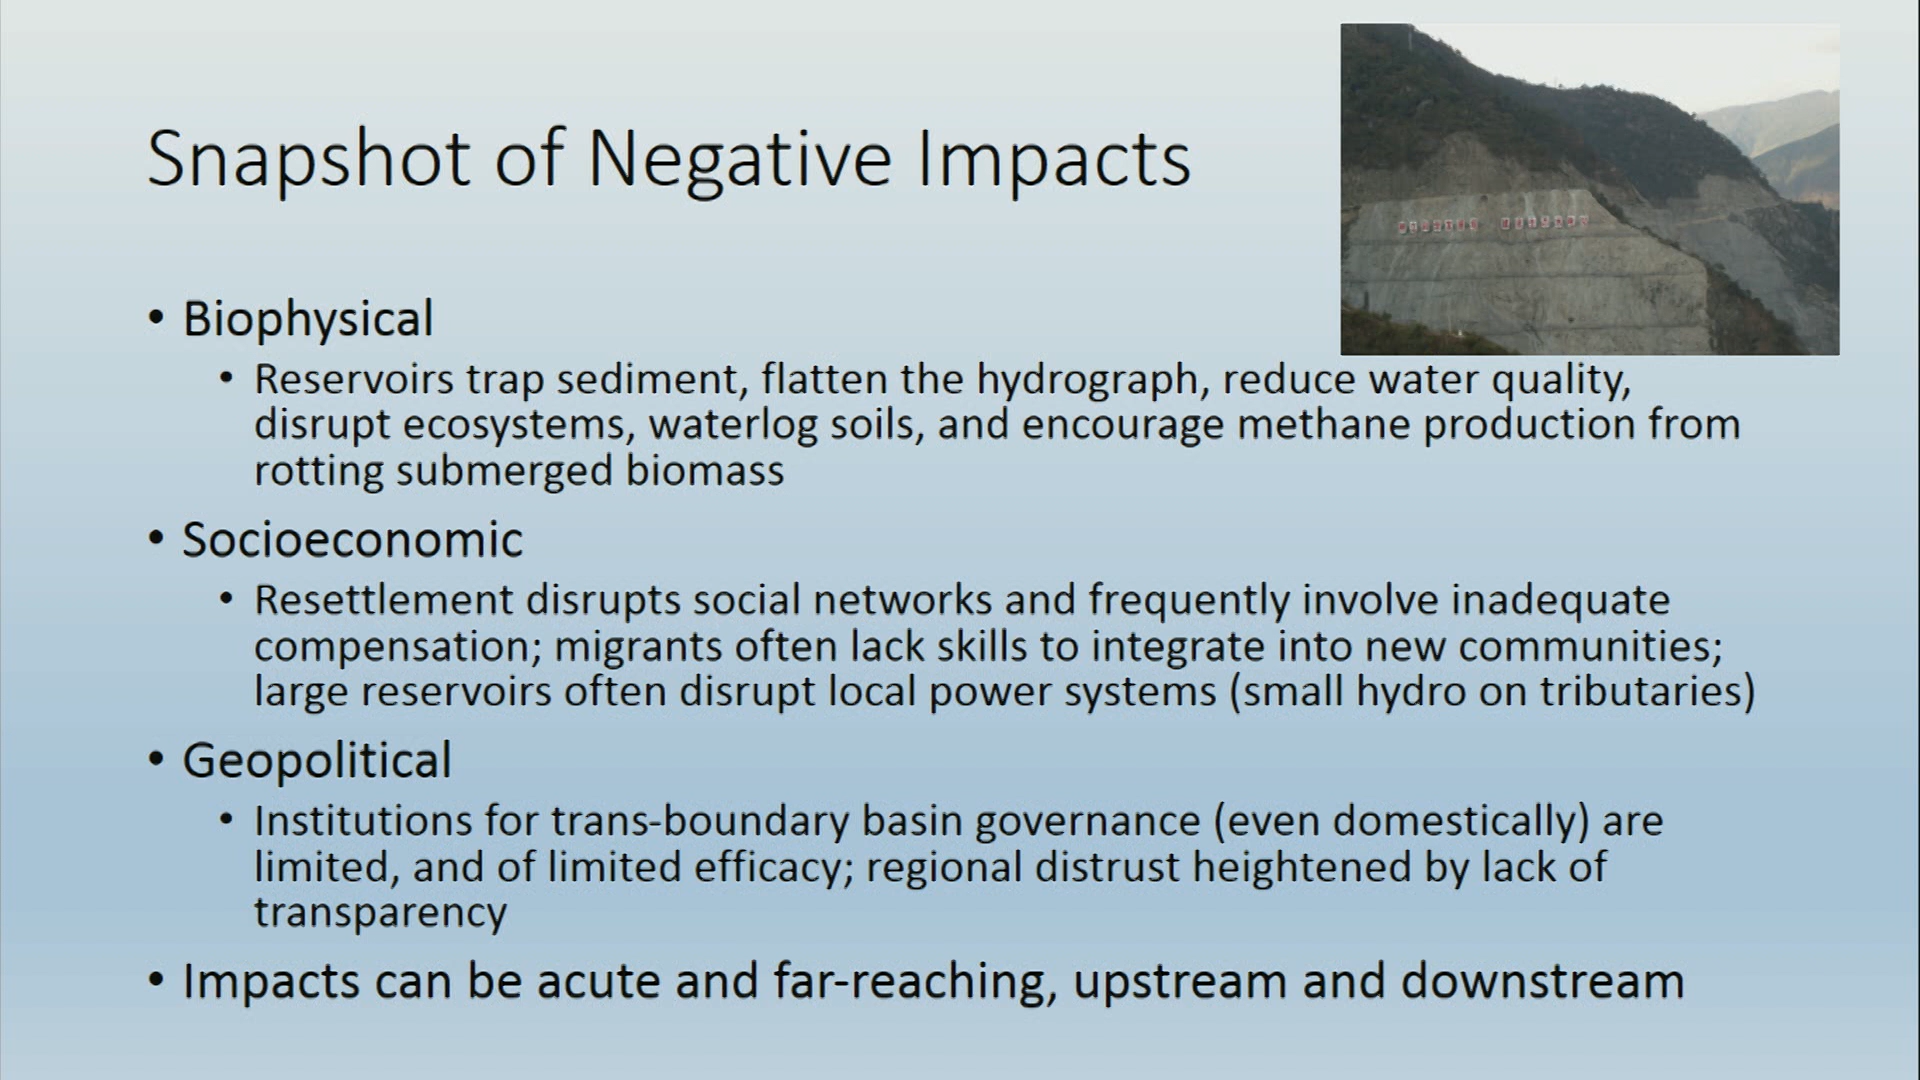 Snapshot of Negative Impacts
• Biophysical
• Reservoirs trap sediment, flatten the hydrograph, reduce water quality,
disrupt ecosystems, waterlog soils, and encourage methane production from
rotting submerged biomass
• Socioeconomic
• Resettlement disrupts social networks and frequently involve inadequate
compensation; migrants often lack skills to integrate into new communities;
large reservoirs often disrupt local power systems (small hydro on tributaries)
• Geopolitical
• Institutions for trans-boundary basin governance (even domestically) are
limited, and of limited efficacy; regional distrust heightened by lack of
transparency
• Impacts can be acute and far-reaching, upstream and downstream